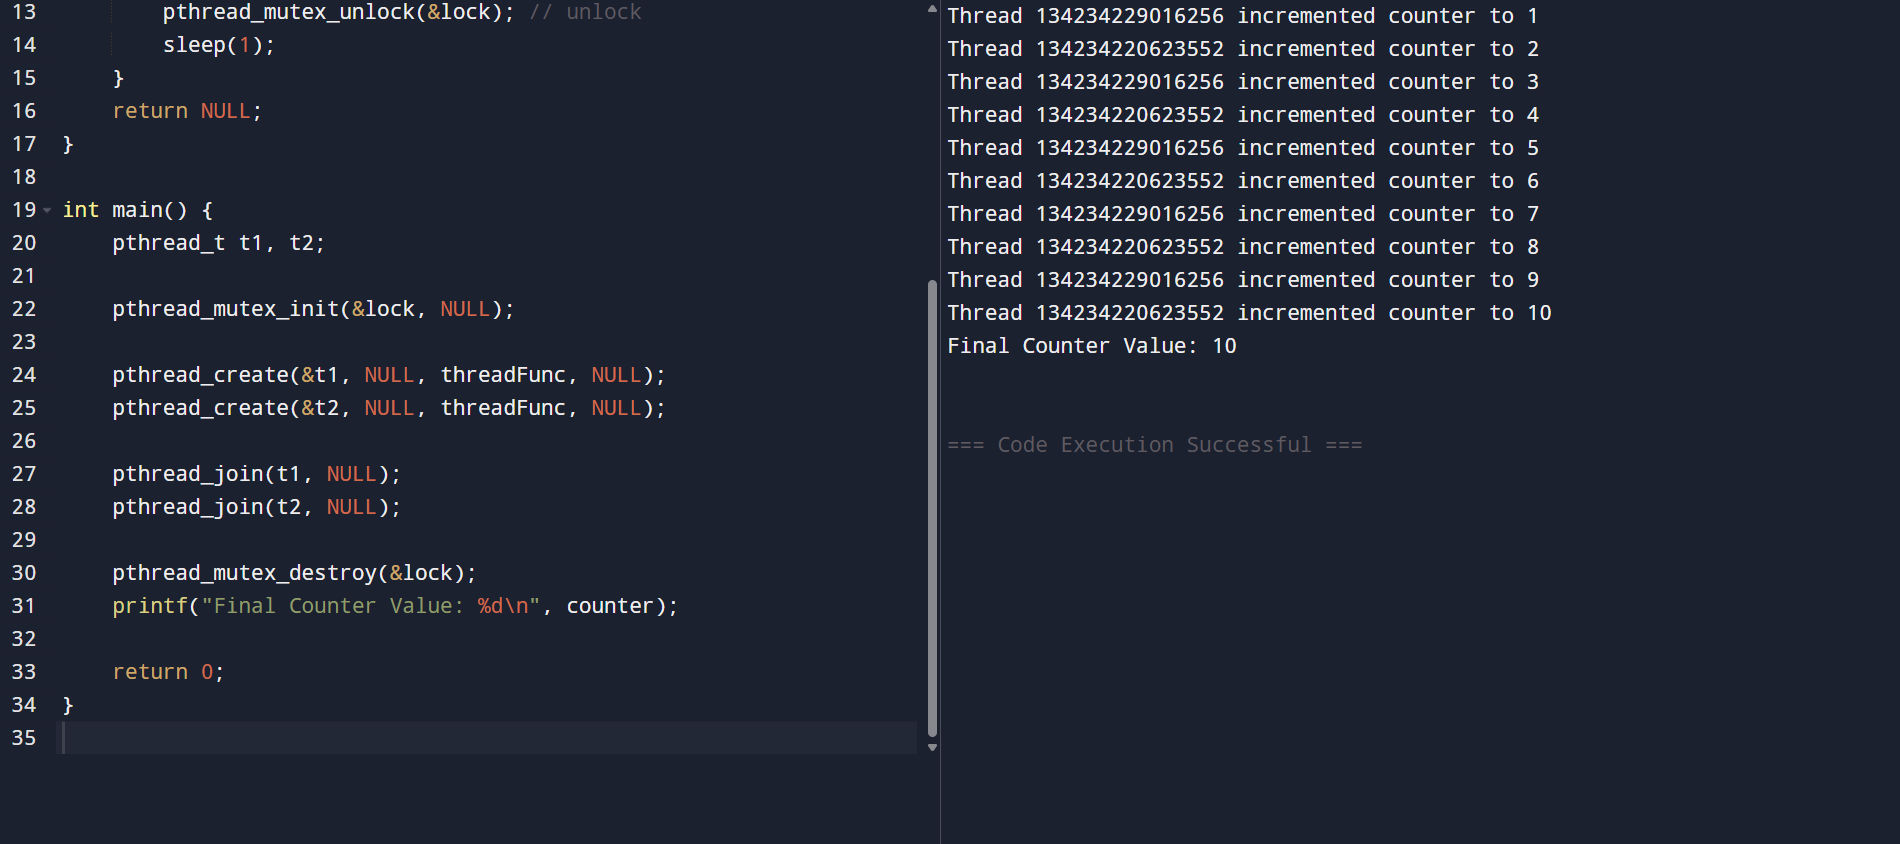 13 pthread_mutex_unlock(&lock); // unlock
14 sleep(1);
15 }
16 return NULL;
17 }
18
19 int main() {
20 pthread_t t1, t2;
21
22 pthread_mutex_init(&lock, NULL);
23
24 pthread_create(&t1, NULL, threadFunc, NULL);
25 pthread_create(&t2, NULL, threadFunc, NULL);
26
27 pthread_join(t1, NULL);
28 pthread_join(t2, NULL);
29
30 pthread_mutex_destroy(&lock);
31 printf("Final Counter Value: %d\n", counter);
32
33 return 0;
34 }
35
Thread 134234229016256 incremented counter to 1
Thread 134234220623552 incremented counter to 2
Thread 134234229016256 incremented counter to 3
Thread 134234220623552 incremented counter to 4
Thread 134234229016256 incremented counter to 5
Thread 134234220623552 incremented counter to 6
Thread 134234229016256 incremented counter to 7
Thread 134234220623552 incremented counter to 8
Thread 134234229016256 incremented counter to 9
Thread 134234220623552 incremented counter to 10
Final Counter Value: 10
=== Code Execution Successful ===